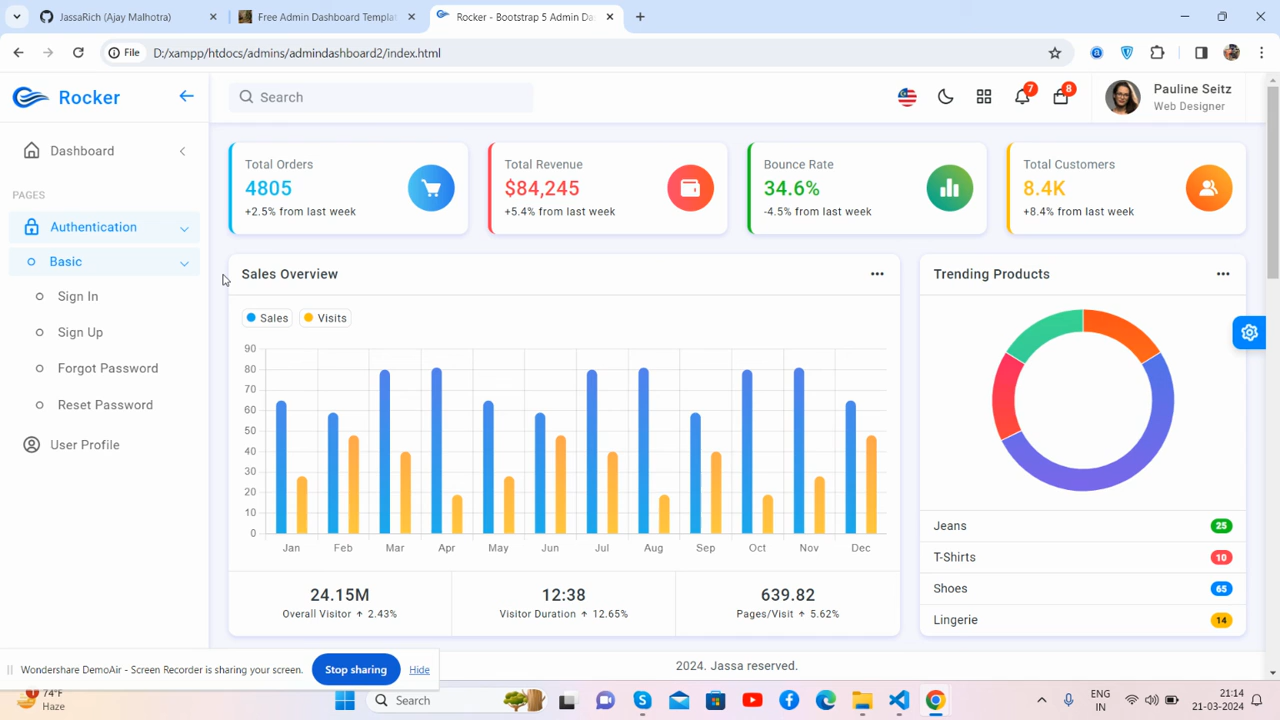 JassaRich (Ajay Malhotra)
Free Admin Dashboard Templat
Rocker - Bootstrap 5 Admin Da
File D:/xampp/htdocs/admins/admindashboard2/index.html
Rocker
Search
7
8
Pauline Seitz
Web Designer
Dashboard
PAGES
Authentication
Basic
Sign In
Sign Up
Forgot Password
Reset Password
User Profile
Total Orders
4805
+2.5% from last week
Total Revenue
$84,245
+5.4% from last week
Bounce Rate
34.6%
-4.5% from last week
Total Customers
8.4K
+8.4% from last week
Sales Overview
Sales Visits
90
80
70
60
50
40
30
20
10
0
Jan Feb Mar Apr May Jun Jul Aug Sep Oct Nov Dec
24.15M
Overall Visitor ↑ 2.43%
12:38
Visitor Duration ↑ 12.65%
639.82
Pages/Visit ↑ 5.62%
Trending Products
Jeans 25
T-Shirts 10
Shoes 65
Lingerie 14
2024. Jassa reserved.
Wondershare DemoAir - Screen Recorder is sharing your screen. Stop sharing Hide
74°F
Haze
Search
ENG
IN
21:14
21-03-2024